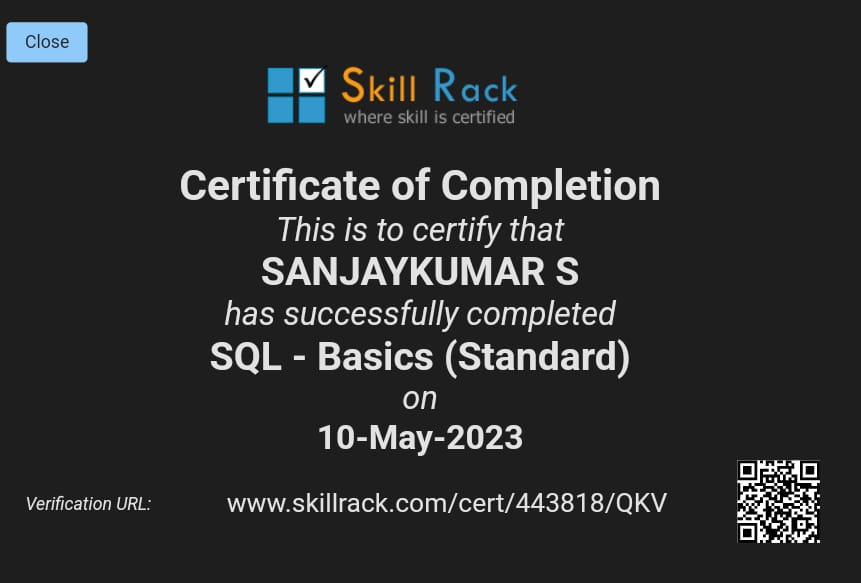 Close
Skill Rack
where skill is certified
Certificate of Completion
This is to certify that
SANJAYKUMAR S
has successfully completed
SQL - Basics (Standard)
on
10-May-2023
Verification URL:
www.skillrack.com/cert/443818/QKV